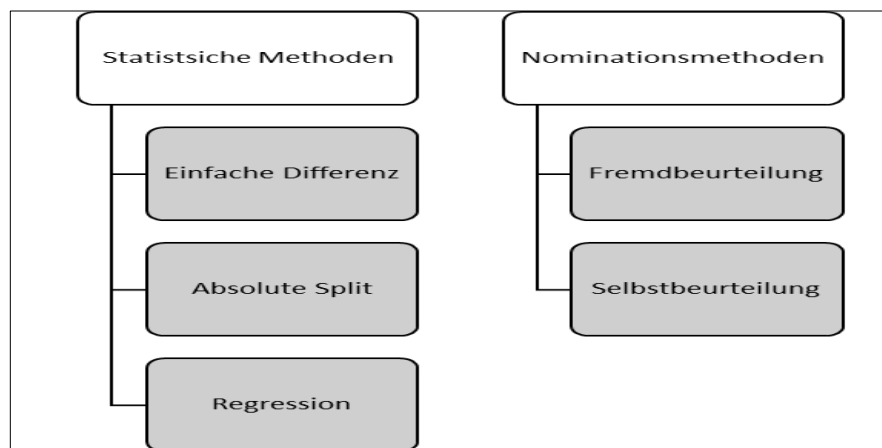 Statistsiche Methoden
Einfache Differenz
Absolute Split
Regression
Nominationsmethoden
Fremdbeurteilung
Selbstbeurteilung